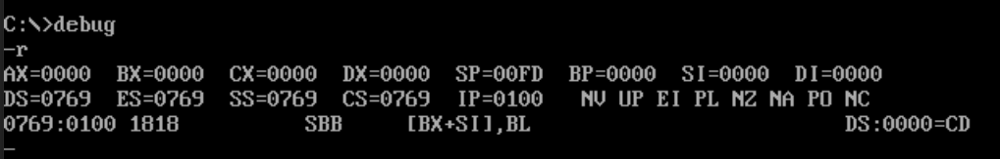 C:\>debug
-r
AX=0000  BX=0000  CX=0000  DX=0000  SP=00FD  BP=0000  SI=0000  DI=0000
DS=0769  ES=0769  SS=0769  CS=0769  IP=0100   NV UP EI PL NZ NA PO NC
0769:0100 1818          SBB     [BX+SI],BL                         DS:0000=CD
-